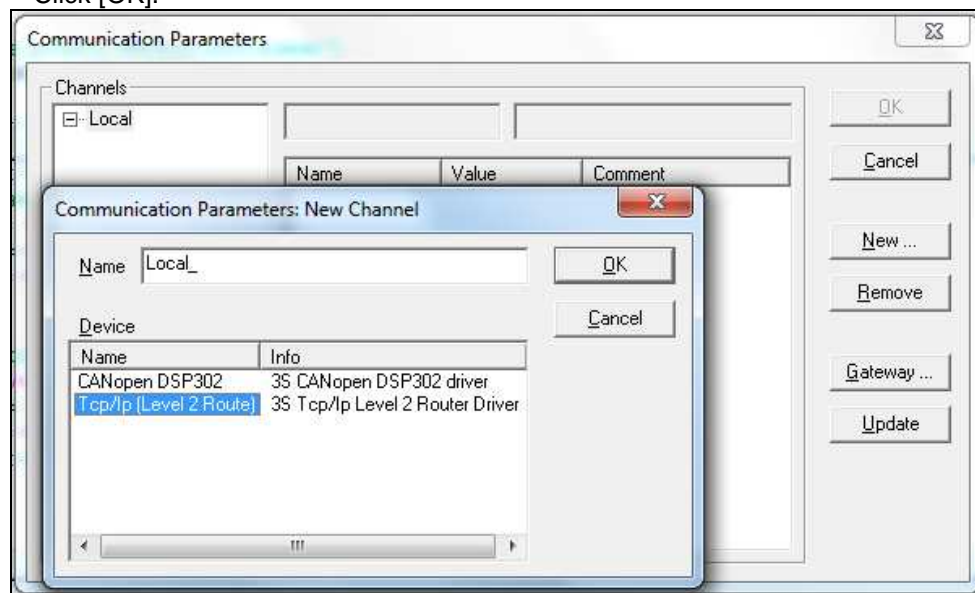 Click [OK].
Communication Parameters
Channels
Local
OK
Cancel
Name Value Comment
New ...
Remove
Gateway ...
Update
Communication Parameters: New Channel
Name Local_
OK
Cancel
Device
Name Info
CANopen DSP302 3S CANopen DSP302 driver
Tcp/Ip (Level 2 Route) 3S Tcp/Ip Level 2 Router Driver